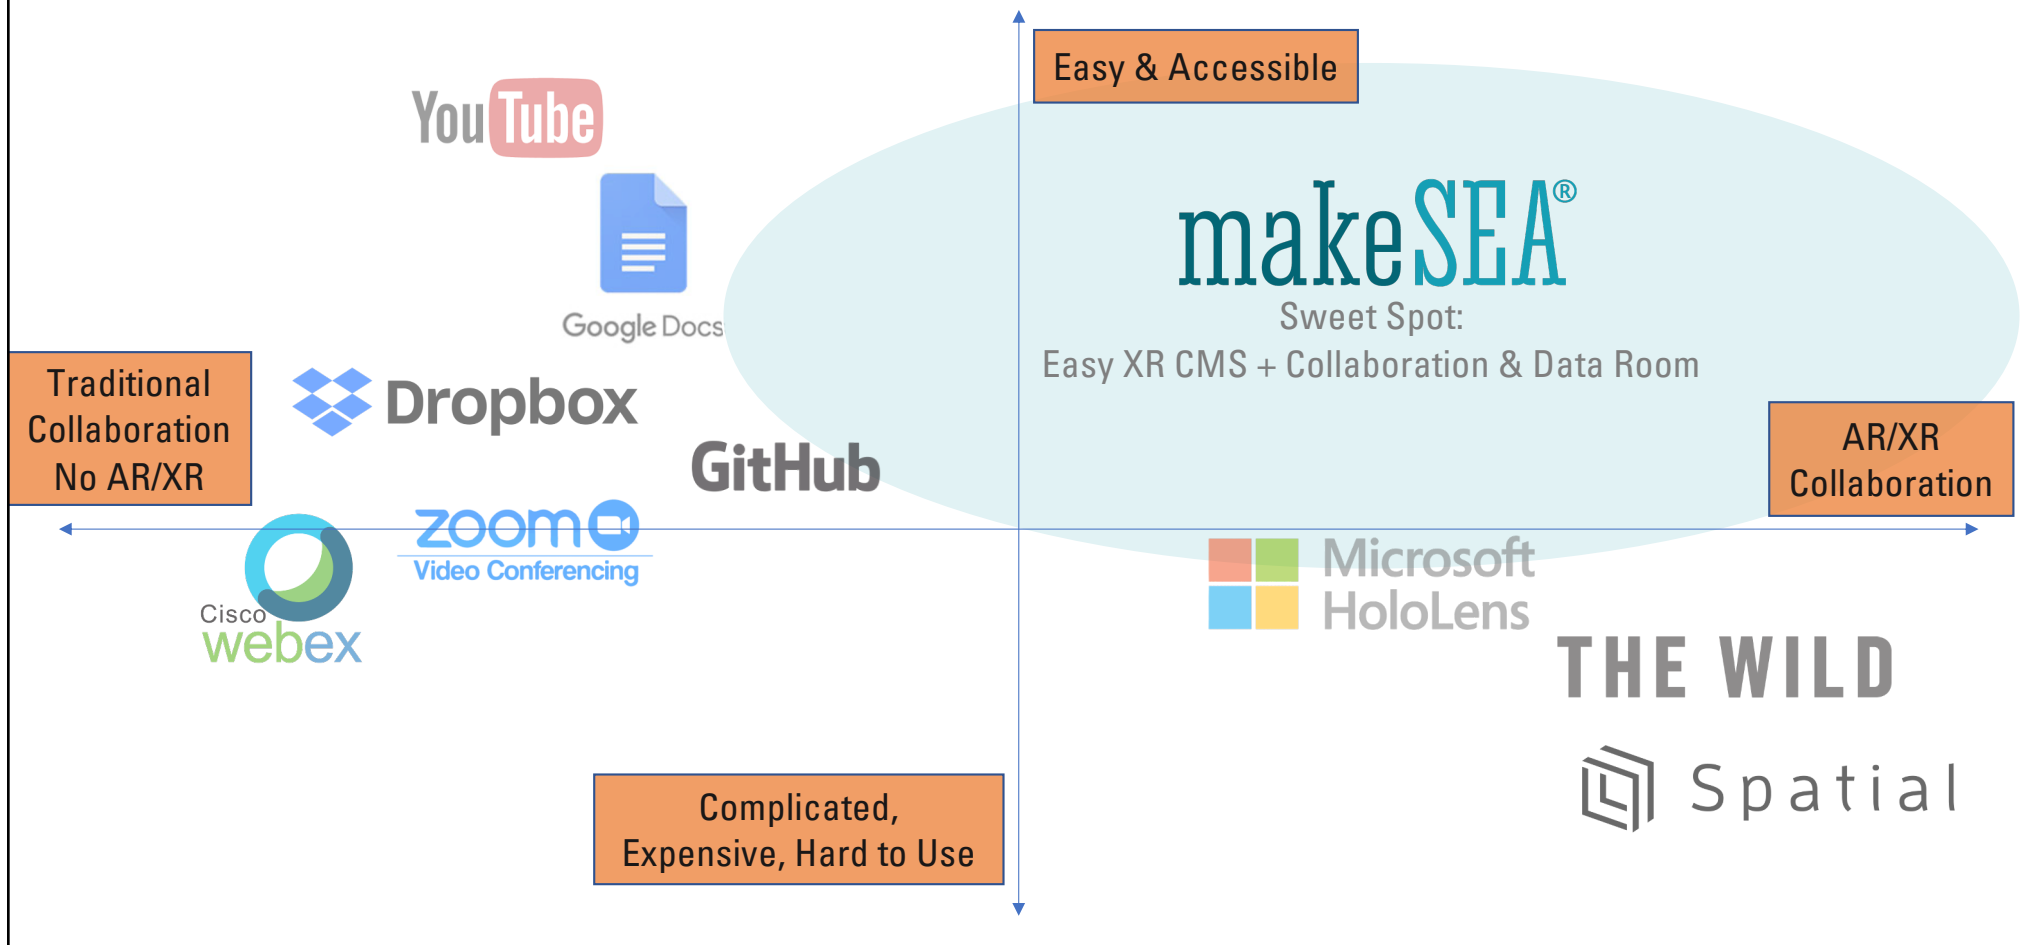 Easy & Accessible
YouTube
makeSEA®
Sweet Spot:
Easy XR CMS + Collaboration & Data Room
Google Docs
Traditional
Collaboration
No AR/XR
Dropbox
GitHub
AR/XR
Collaboration
zoom
Video Conferencing
Cisco
webex
Microsoft
HoloLens
THE WILD
Spatial
Complicated,
Expensive, Hard to Use